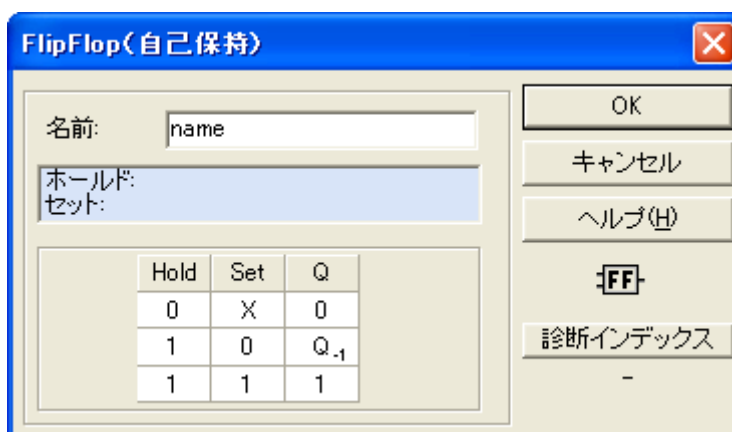 FlipFlop(自己保持)
名前: name
ホールド:
セット:
Hold Set Q
0 X 0
1 0 Q-1
1 1 1
OK
キャンセル
ヘルプ(H)
FF
診断インデックス
-